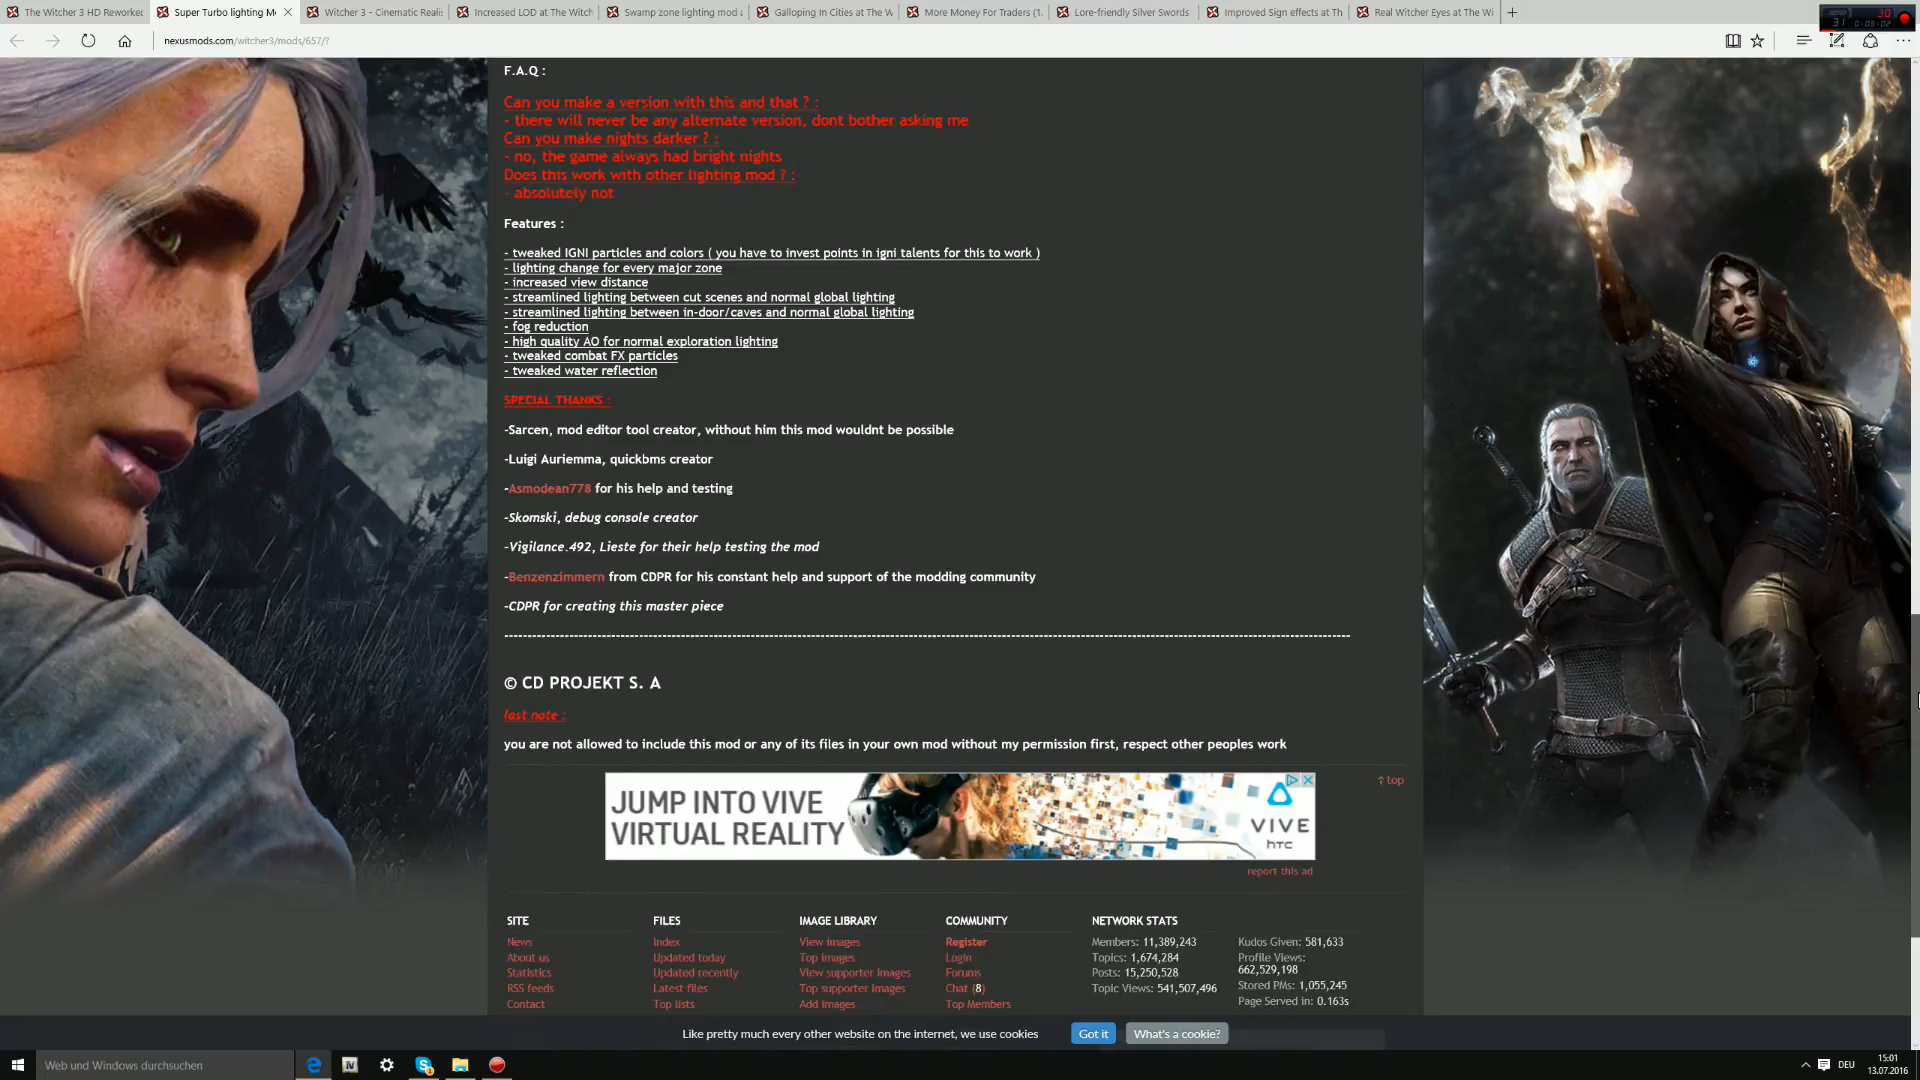 The Witcher 3 HD Reworked
Super Turbo lighting M
Witcher 3 - Cinematic Reali
Increased LOD at The Witch
Swamp zone lighting mod a
Galloping In Cities at The W
More Money For Traders (1.
Lore-friendly Silver Swords
Improved Sign effects at Th
Real Witcher Eyes at The Wi
30
31 0:03:02
nexusmods.com/witcher3/mods/657/?
F.A.Q :
Can you make a version with this and that ? :
- there will never be any alternate version, dont bother asking me
Can you make nights darker ? :
- no, the game always had bright nights
Does this work with other lighting mod ? :
- absolutely not
Features :
- tweaked IGNI particles and colors ( you have to invest points in igni talents for this to work )
- lighting change for every major zone
- increased view distance
- streamlined lighting between cut scenes and normal global lighting
- streamlined lighting between in-door/caves and normal global lighting
- fog reduction
- high quality AO for normal exploration lighting
- tweaked combat FX particles
- tweaked water reflection
SPECIAL THANKS :
-Sarcen, mod editor tool creator, without him this mod wouldnt be possible
-Luigi Auriemma, quickbms creator
-Asmodean778 for his help and testing
-Skomski, debug console creator
-Vigilance.492, Lieste for their help testing the mod
-Benzenzimmern from CDPR for his constant help and support of the modding community
-CDPR for creating this master piece
--------------------------------------------------------------------------------
© CD PROJEKT S. A
last note :
you are not allowed to include this mod or any of its files in your own mod without my permission first, respect other peoples work
top
JUMP INTO VIVE
VIRTUAL REALITY
VIVE
hTC
report this ad
SITE
News
About us
Statistics
RSS feeds
Contact
FILES
Index
Updated today
Updated recently
Latest files
Top lists
IMAGE LIBRARY
View images
Top images
View supporter images
Top supporter images
Add images
COMMUNITY
Register
Login
Forums
Chat (8)
Top Members
NETWORK STATS
Members: 11,389,243
Topics: 1,674,284
Posts: 15,250,528
Topic Views: 541,507,496
Kudos Given: 581,633
Profile Views:
662,529,198
Stored PMs: 1,055,245
Page Served in: 0.163s
Like pretty much every other website on the internet, we use cookies
Got it
What's a cookie?
Web und Windows durchsuchen
IV
DEU
15:01
13.07.2016